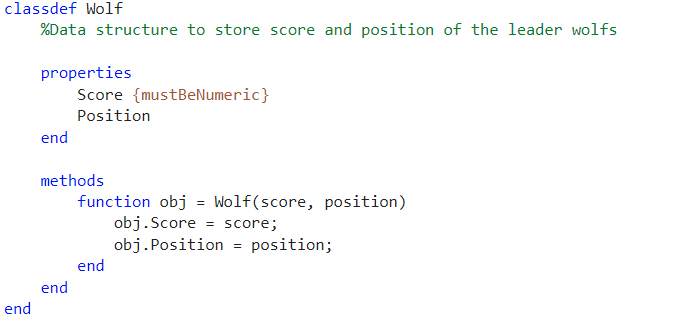 classdef Wolf
%Data structure to store score and position of the leader wolfs
properties
Score {mustBeNumeric}
Position
end
methods
function obj = Wolf(score, position)
obj.Score = score;
obj.Position = position;
end
end
end